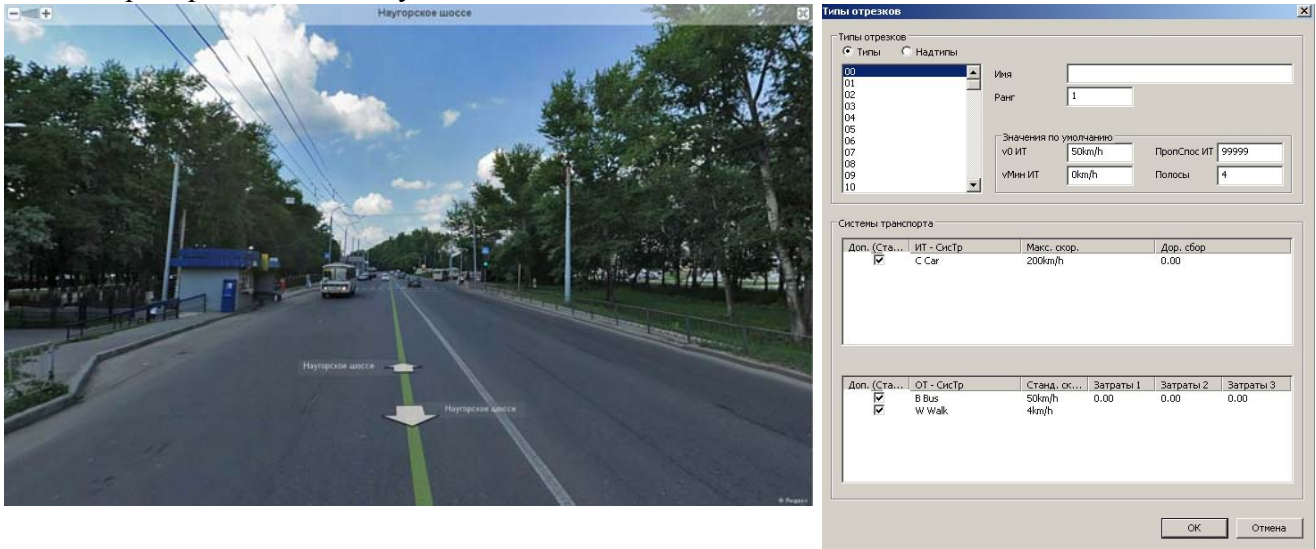 Наугорское шоссе
Наугорское шоссе
Наугорское шоссе
© Яндекс
Типы отрезков
Типы отрезков
Типы Надтипы
00
01
02
03
04
05
06
07
08
09
10
Имя
Ранг 1
Значения по умолчанию
v0 ИТ 50km/h ПропСпос ИТ 99999
vМин ИТ 0km/h Полосы 4
Системы транспорта
Доп. (Ста... ИТ - СисТр Макс. скор. Дор. сбор
C Car 200km/h 0.00
Доп. (Ста... ОТ - СисТр Станд. ск... Затраты 1 Затраты 2 Затраты 3
B Bus 50km/h 0.00 0.00 0.00
W Walk 4km/h
OK Отмена